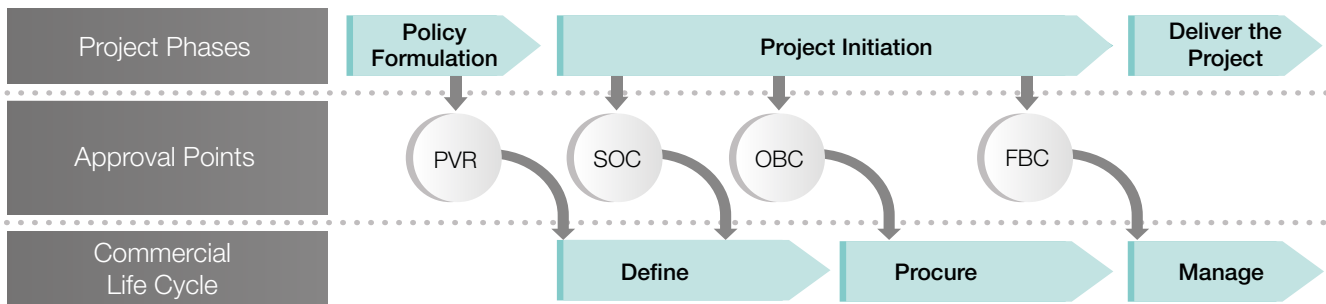 Project Phases
Policy
Formulation
Project Initiation
Deliver the
Project
Approval Points
PVR
SOC
OBC
FBC
Commercial
Life Cycle
Define
Procure
Manage